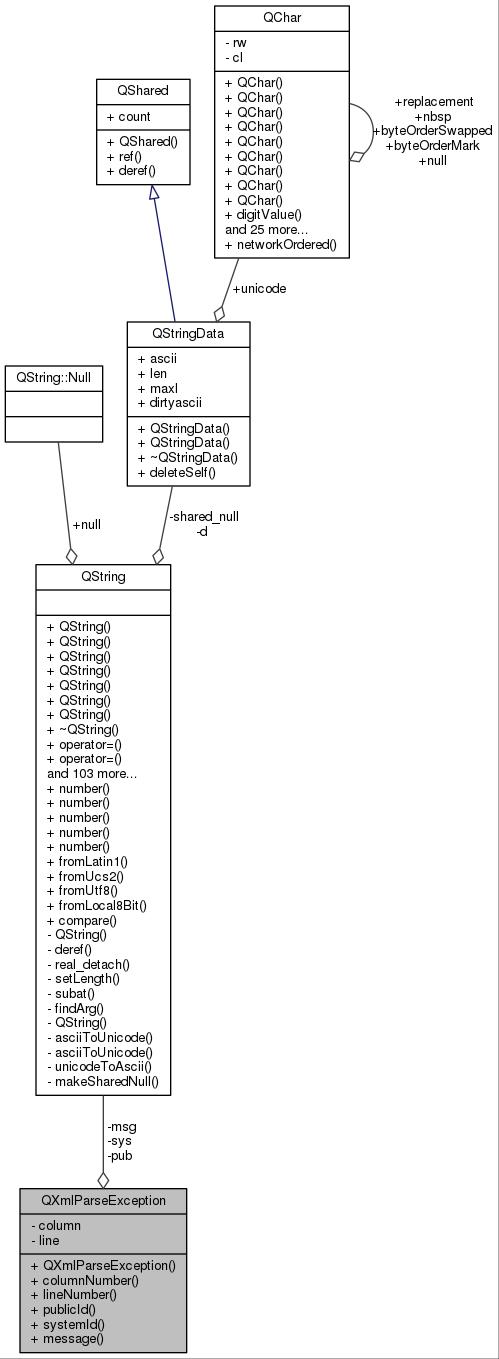 QChar
- rw
- cl
+ QChar()
+ QChar()
+ QChar()
+ QChar()
+ QChar()
+ QChar()
+ QChar()
+ QChar()
+ QChar()
+ digitValue()
and 25 more...
+ networkOrdered()
+replacement
+nbsp
+byteOrderSwapped
+byteOrderMark
+null
QShared
+ count
+ QShared()
+ ref()
+ deref()
+unicode
QStringData
+ ascii
+ len
+ maxl
+ dirtyascii
+ QStringData()
+ QStringData()
+ ~QStringData()
+ deleteSelf()
QString::Null
+null
-shared_null
-d
QString
+ QString()
+ QString()
+ QString()
+ QString()
+ QString()
+ QString()
+ QString()
+ ~QString()
+ operator=()
+ operator=()
and 103 more...
+ number()
+ number()
+ number()
+ number()
+ number()
+ fromLatin1()
+ fromUcs2()
+ fromUtf8()
+ fromLocal8Bit()
+ compare()
- QString()
- deref()
- real_detach()
- setLength()
- subat()
- findArg()
- QString()
- asciiToUnicode()
- asciiToUnicode()
- unicodeToAscii()
- makeSharedNull()
-msg
-sys
-pub
QXmlParseException
- column
- line
+ QXmlParseException()
+ columnNumber()
+ lineNumber()
+ publicId()
+ systemId()
+ message()